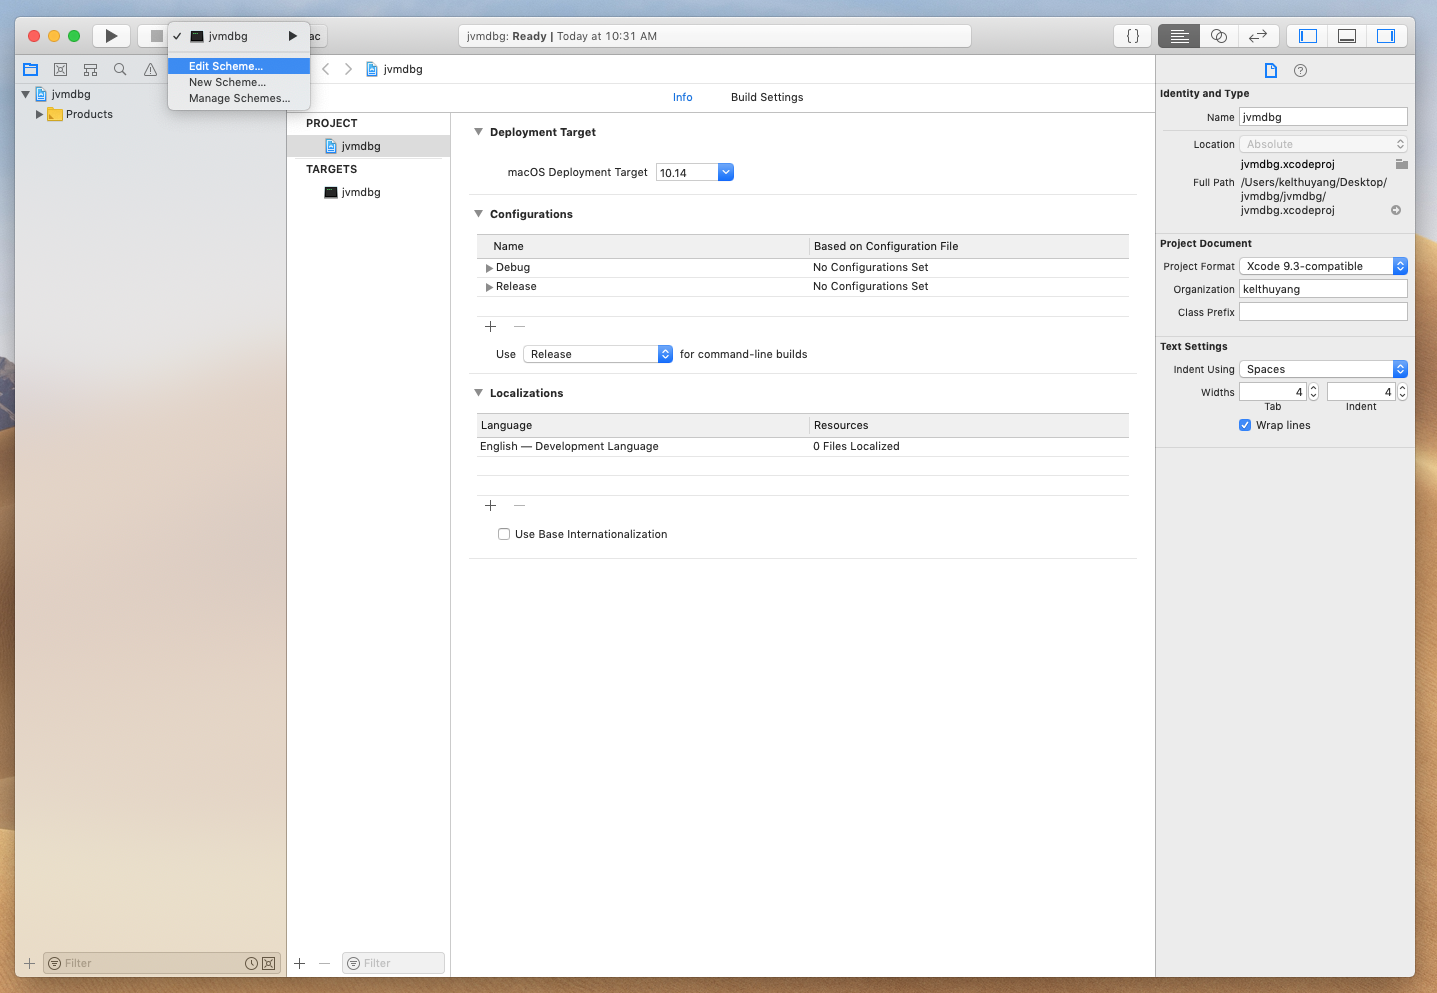 jvmdbg
ac
jvmdbg: Ready | Today at 10:31 AM
{ }
Edit Scheme...
New Scheme...
Manage Schemes...
jvmdbg
Products
jvmdbg
Info
Build Settings
PROJECT
jvmdbg
TARGETS
jvmdbg
Deployment Target
macOS Deployment Target 10.14
Configurations
Name Based on Configuration File
Debug No Configurations Set
Release No Configurations Set
Use Release for command-line builds
Localizations
Language Resources
English — Development Language 0 Files Localized
Use Base Internationalization
Identity and Type
Name jvmdbg
Location Absolute
jvmdbg.xcodeproj
Full Path /Users/kelthuyang/Desktop/
jvmdbg/jvmdbg/
jvmdbg.xcodeproj
Project Document
Project Format Xcode 9.3-compatible
Organization kelthuyang
Class Prefix
Text Settings
Indent Using Spaces
Widths 4 4
Tab Indent
Wrap lines
Filter
Filter